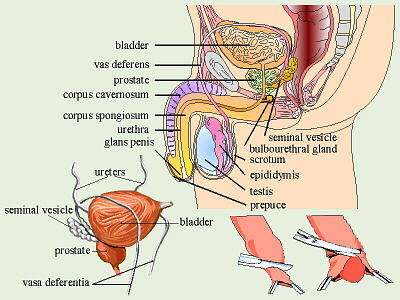 bladder
vas deferens
prostate
corpus cavernosum
corpus spongiosum
urethra
glans penis
seminal vesicle
bulbourethral gland
scrotum
epididymis
testis
prepuce
ureters
seminal vesicle
bladder
prostate
vasa deferentia